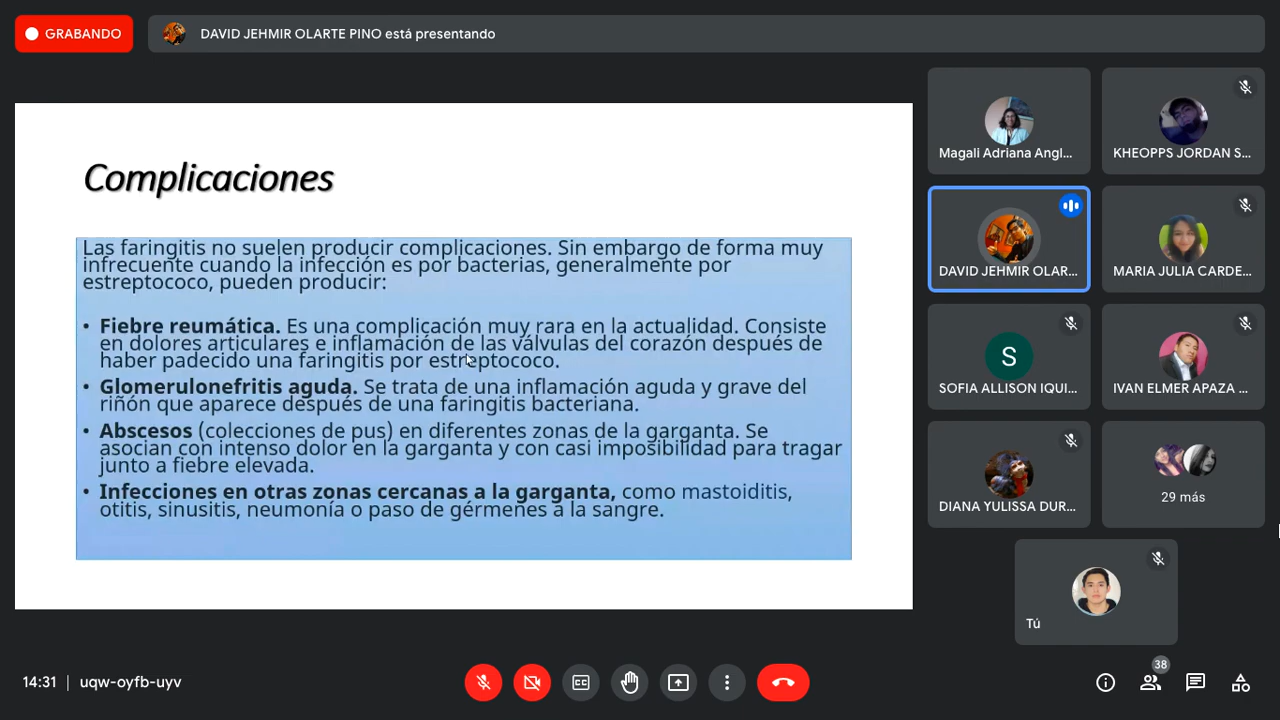 GRABANDO
DAVID JEHMIR OLARTE PINO está presentando
Complicaciones
Las faringitis no suelen producir complicaciones. Sin embargo de forma muy
infrecuente cuando la infección es por bacterias, generalmente por
estreptococo, pueden producir:
• Fiebre reumática. Es una complicación muy rara en la actualidad. Consiste
en dolores articulares e inflamación de las válvulas del corazón después de
haber padecido una faringitis por estreptococo.
• Glomerulonefritis aguda. Se trata de una inflamación aguda y grave del
riñón que aparece después de una faringitis bacteriana.
• Abscesos (colecciones de pus) en diferentes zonas de la garganta. Se
asocian con intenso dolor en la garganta y con casi imposibilidad para tragar
junto a fiebre elevada.
• Infecciones en otras zonas cercanas a la garganta, como mastoiditis,
otitis, sinusitis, neumonía o paso de gérmenes a la sangre.
Magali Adriana Angl...
KHEOPPS JORDAN S...
DAVID JEHMIR OLAR...
MARIA JULIA CARDE...
S
SOFIA ALLISON IQUI...
IVAN ELMER APAZA ...
DIANA YULISSA DUR...
29 más
Tú
14:31 | uqw-oyfb-uyv
CC
38